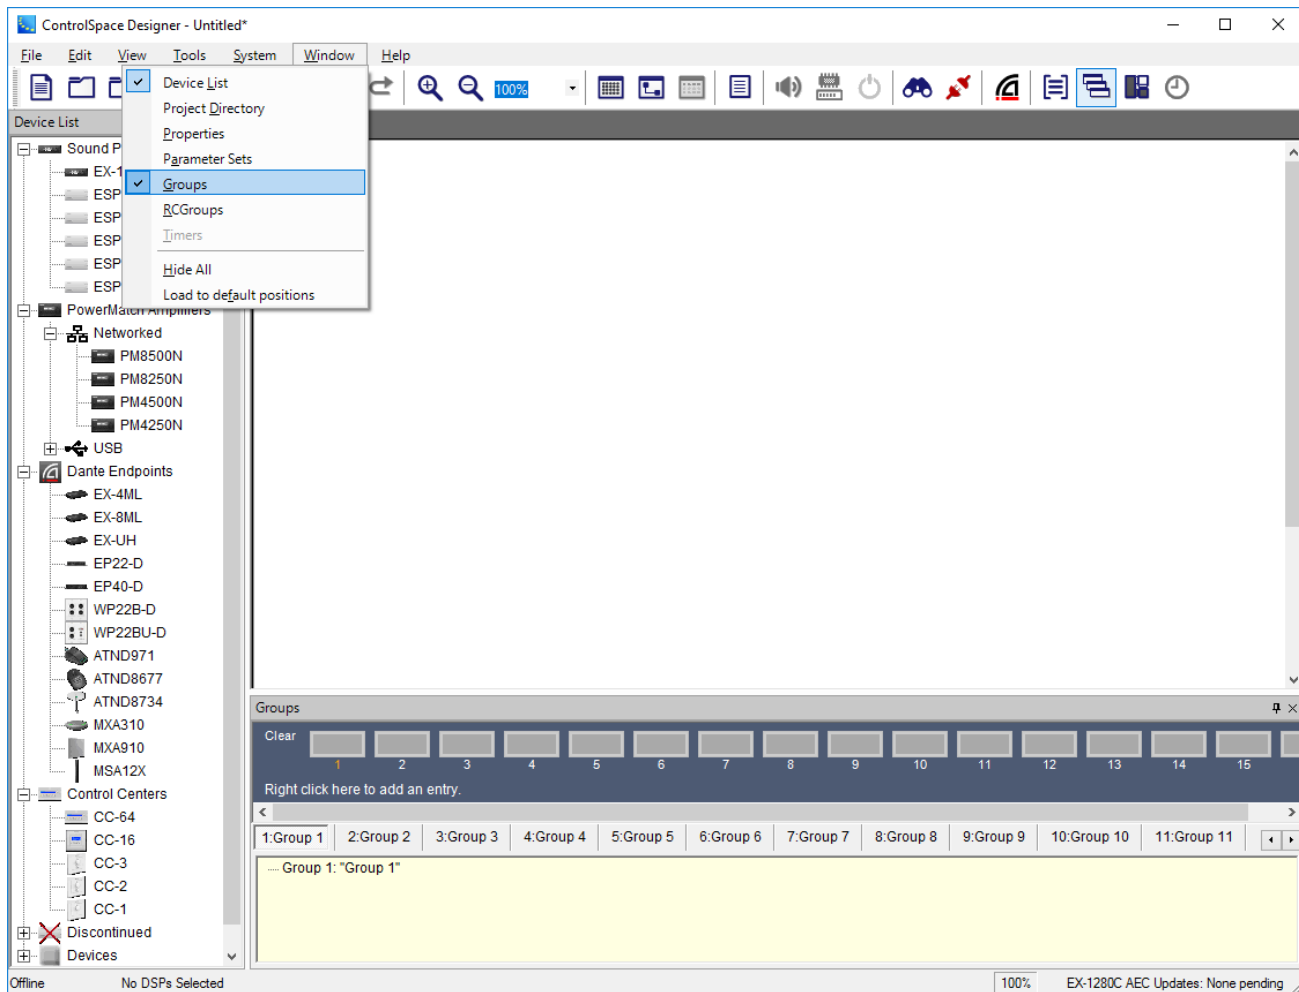 ControlSpace Designer - Untitled*
File Edit View Tools System Window Help
100%
Device List
Project Directory
Properties
Parameter Sets
Groups
RCGroups
Timers
Hide All
Load to default positions
Device List
Sound P
EX-1
ESP
ESP
ESP
ESP
ESP
PowerMatch Amplifiers
Networked
PM8500N
PM8250N
PM4500N
PM4250N
USB
Dante Endpoints
EX-4ML
EX-8ML
EX-UH
EP22-D
EP40-D
WP22B-D
WP22BU-D
ATND971
ATND8677
ATND8734
MXA310
MXA910
MSA12X
Control Centers
CC-64
CC-16
CC-3
CC-2
CC-1
Discontinued
Devices
Groups
Clear
1 2 3 4 5 6 7 8 9 10 11 12 13 14 15
Right click here to add an entry.
1:Group 1 2:Group 2 3:Group 3 4:Group 4 5:Group 5 6:Group 6 7:Group 7 8:Group 8 9:Group 9 10:Group 10 11:Group 11
Group 1: "Group 1"
Offline No DSPs Selected 100% EX-1280C AEC Updates: None pending